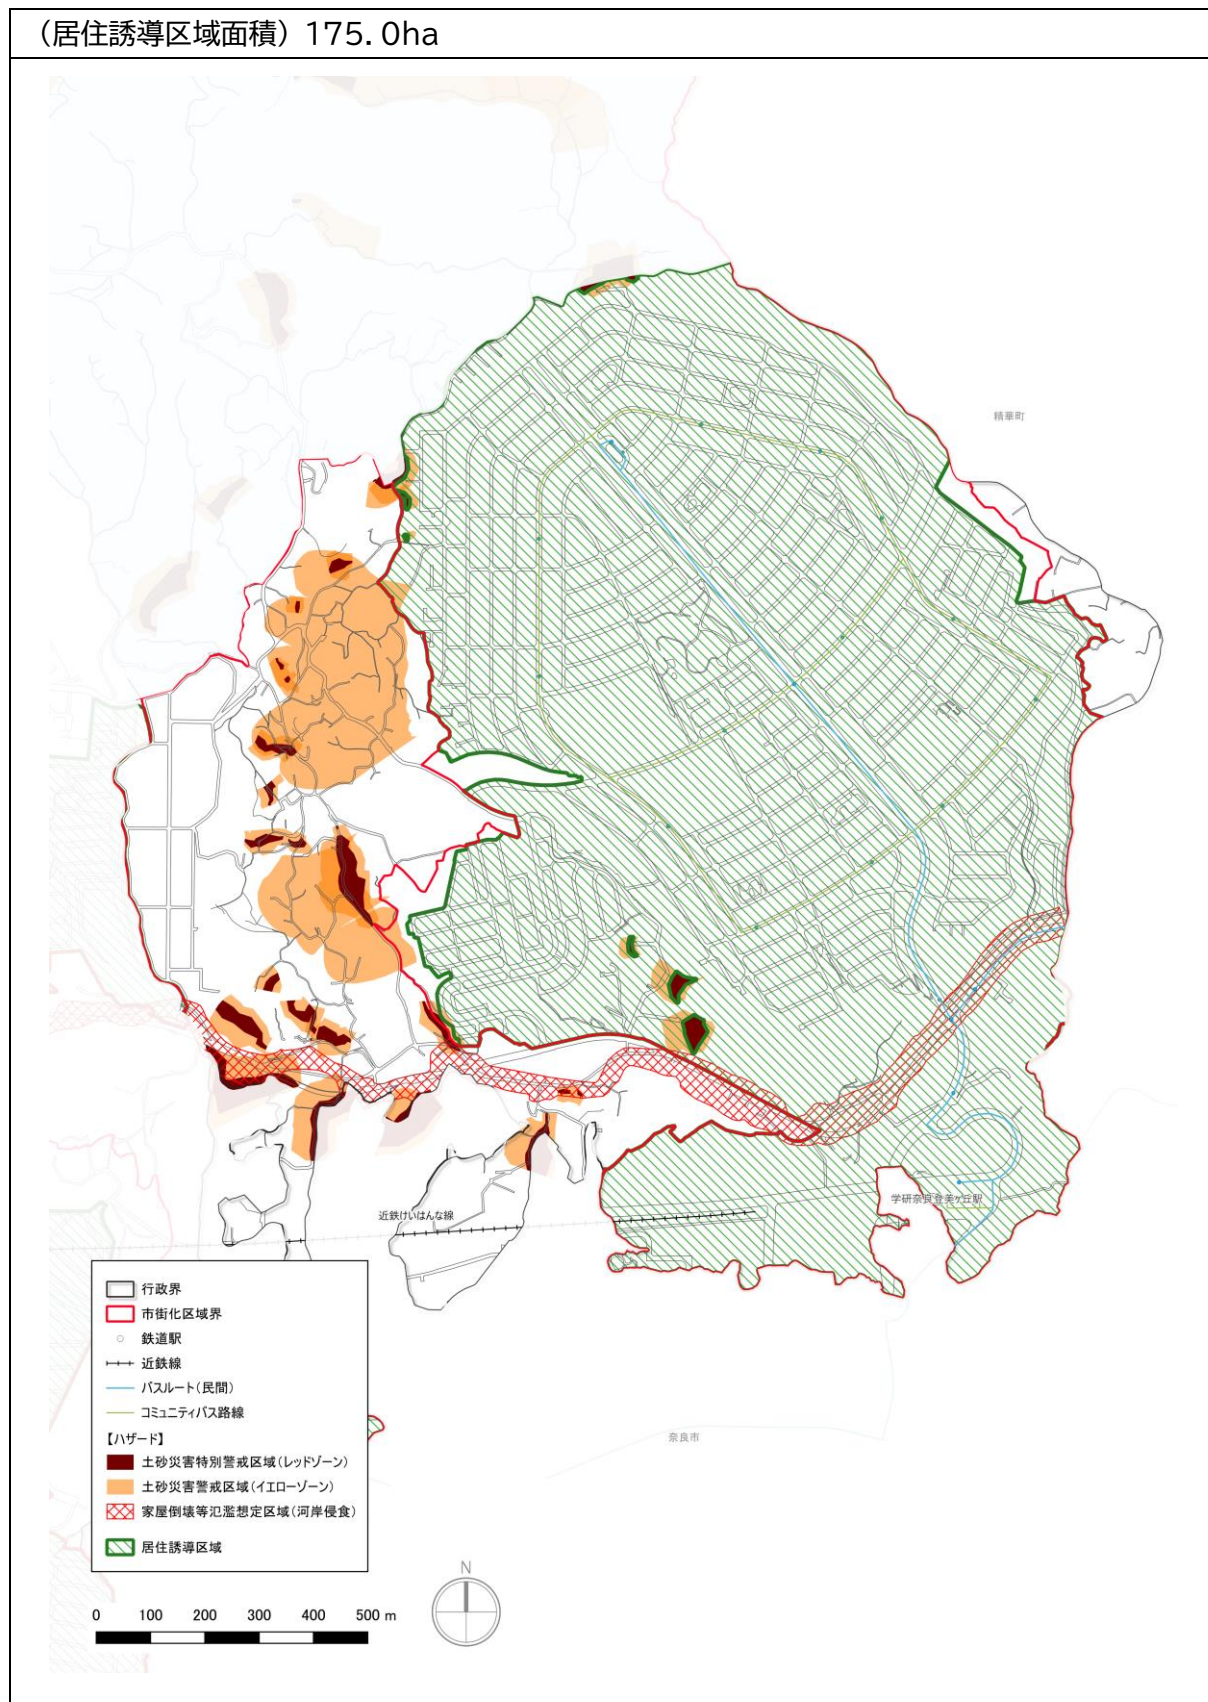 （居住誘導区域面積）175.0ha
精華町
学研奈良登美ヶ丘駅
近鉄けいはんな線
行政界
市街化区域界
鉄道駅
近鉄線
バスルート（民間）
コミュニティバス路線
【ハザード】
土砂災害特別警戒区域（レッドゾーン）
土砂災害警戒区域（イエローゾーン）
家屋倒壊等氾濫想定区域（河岸侵食）
居住誘導区域
奈良市
N
0 100 200 300 400 500 m